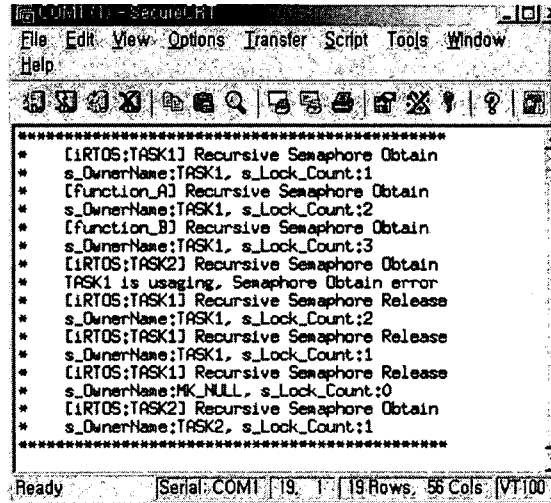 COM1 (1) - SecureCRT
File Edit View Options Transfer Script Tools Window
Help
**************************************************
* [iRTOS:TASK1] Recursive Semaphore Obtain
* s_OwnerName:TASK1, s_Lock_Count:1
* [function_A] Recursive Semaphore Obtain
* s_OwnerName:TASK1, s_Lock_Count:2
* [function_B] Recursive Semaphore Obtain
* s_OwnerName:TASK1, s_Lock_Count:3
* [iRTOS:TASK2] Recursive Semaphore Obtain
* TASK1 is usaging, Semaphore Obtain error
* [iRTOS:TASK1] Recursive Semaphore Release
* s_OwnerName:TASK1, s_Lock_Count:2
* [iRTOS:TASK1] Recursive Semaphore Release
* s_OwnerName:TASK1, s_Lock_Count:1
* [iRTOS:TASK1] Recursive Semaphore Release
* s_OwnerName:MK_NULL, s_Lock_Count:0
* [iRTOS:TASK2] Recursive Semaphore Obtain
* s_OwnerName:TASK2, s_Lock_Count:1
**************************************************
Ready Serial: COM1 19, 1 19 Rows, 56 Cols VT100